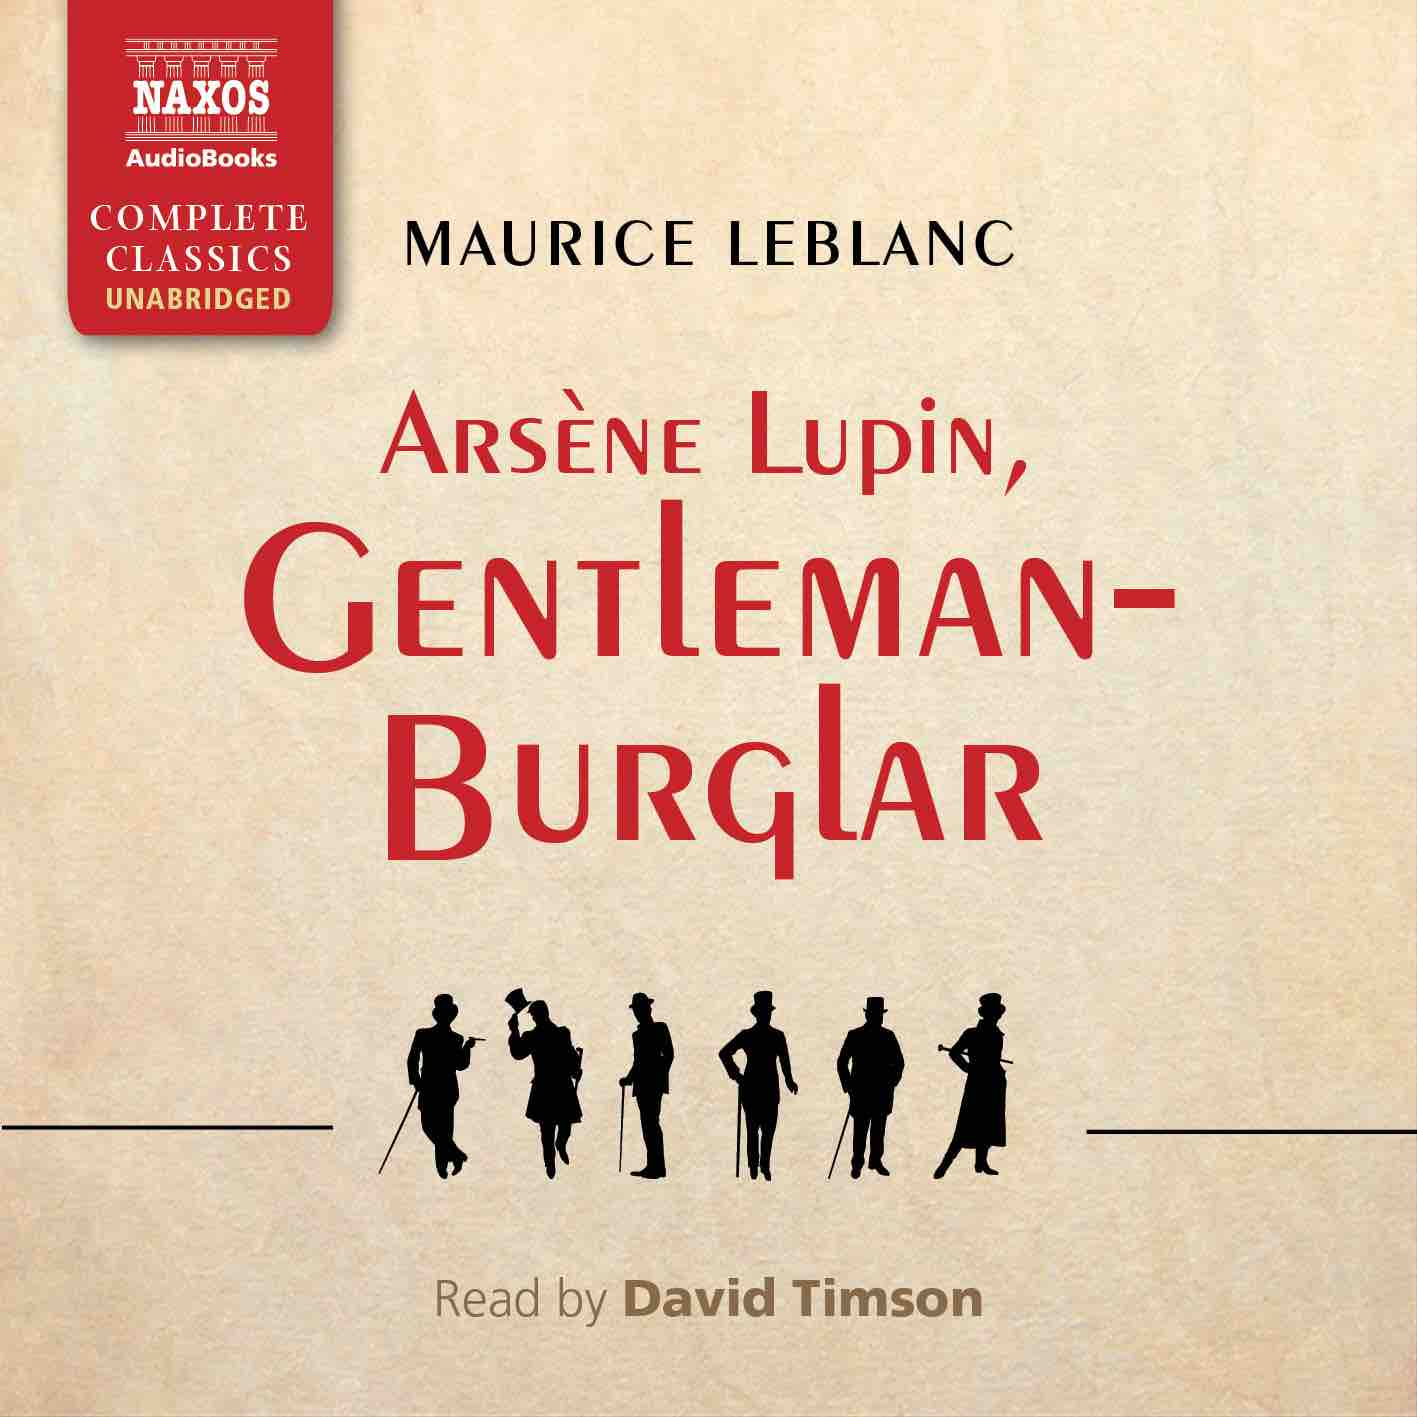 NAXOS
AudioBooks
COMPLETE
CLASSICS
UNABRIDGED
MAURICE LEBLANC
ARSÈNE LUPIN,
GENTLEMAN-
BURGLAR
Read by David Timson